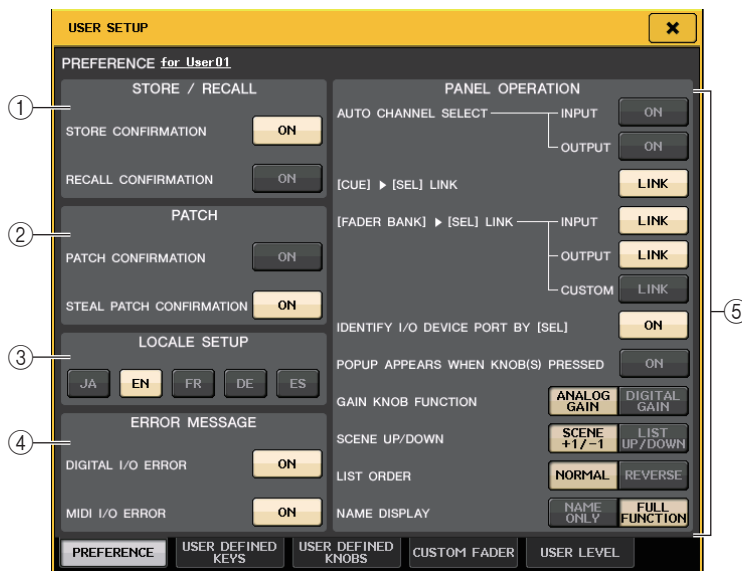 USER SETUP
PREFERENCE for User01
STORE / RECALL
1
STORE CONFIRMATION ON
RECALL CONFIRMATION ON
PATCH
2
PATCH CONFIRMATION ON
STEAL PATCH CONFIRMATION ON
LOCALE SETUP
3
JA EN FR DE ES
ERROR MESSAGE
4
DIGITAL I/O ERROR ON
MIDI I/O ERROR ON
PANEL OPERATION
AUTO CHANNEL SELECT INPUT ON
OUTPUT ON
[CUE] ▶ [SEL] LINK LINK
[FADER BANK] ▶ [SEL] LINK INPUT LINK
OUTPUT LINK
CUSTOM LINK
5
IDENTIFY I/O DEVICE PORT BY [SEL] ON
POPUP APPEARS WHEN KNOB(S) PRESSED ON
GAIN KNOB FUNCTION ANALOG GAIN DIGITAL GAIN
SCENE UP/DOWN SCENE +1/-1 LIST UP/DOWN
LIST ORDER NORMAL REVERSE
NAME DISPLAY NAME ONLY FULL FUNCTION
PREFERENCE USER DEFINED KEYS USER DEFINED KNOBS CUSTOM FADER USER LEVEL